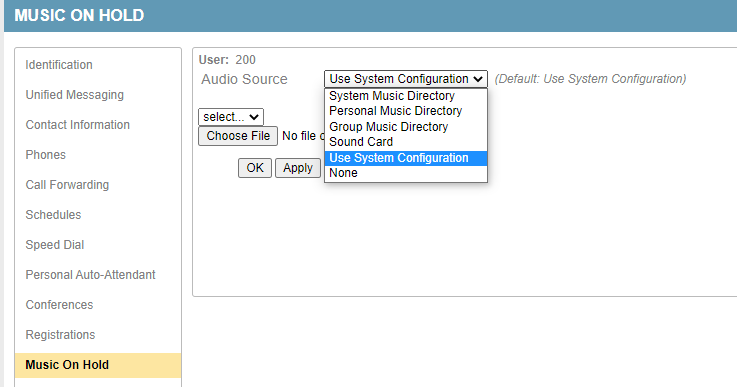 MUSIC ON HOLD
Identification
Unified Messaging
Contact Information
Phones
Call Forwarding
Schedules
Speed Dial
Personal Auto-Attendant
Conferences
Registrations
Music On Hold
User: 200
Audio Source Use System Configuration (Default: Use System Configuration)
System Music Directory
Personal Music Directory
Group Music Directory
Sound Card
Use System Configuration
None
select...
Choose File No file
OK Apply